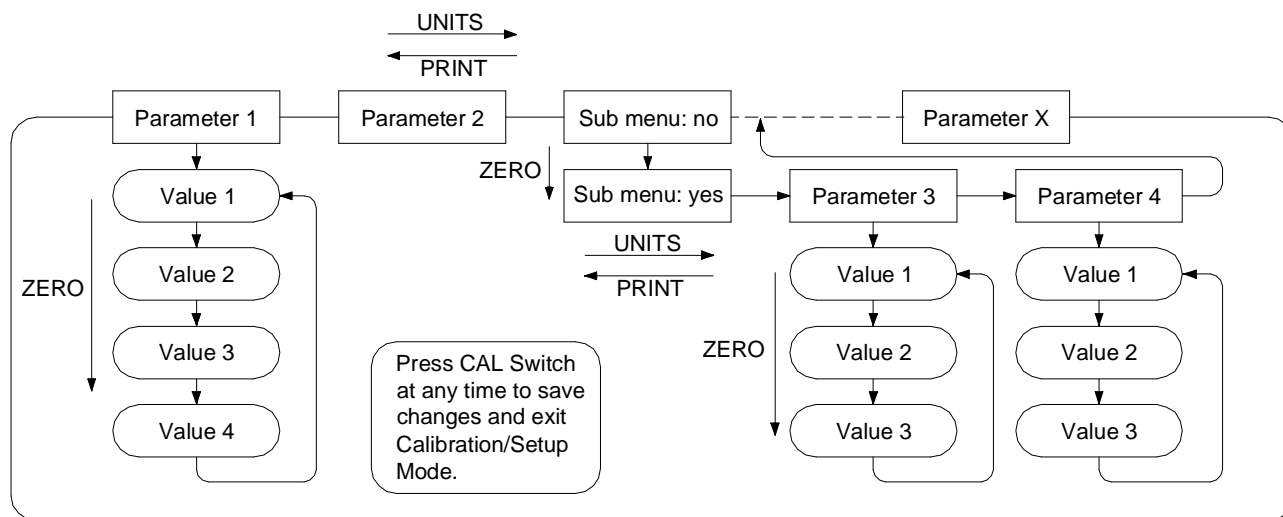 UNITS
PRINT
Parameter 1
Parameter 2
Sub menu: no
Parameter X
ZERO
Sub menu: yes
Parameter 3
Parameter 4
Value 1
Value 2
Value 3
Value 4
ZERO
UNITS
PRINT
Value 1
Value 2
Value 3
ZERO
Value 1
Value 2
Value 3
Press CAL Switch
at any time to save
changes and exit
Calibration/Setup
Mode.